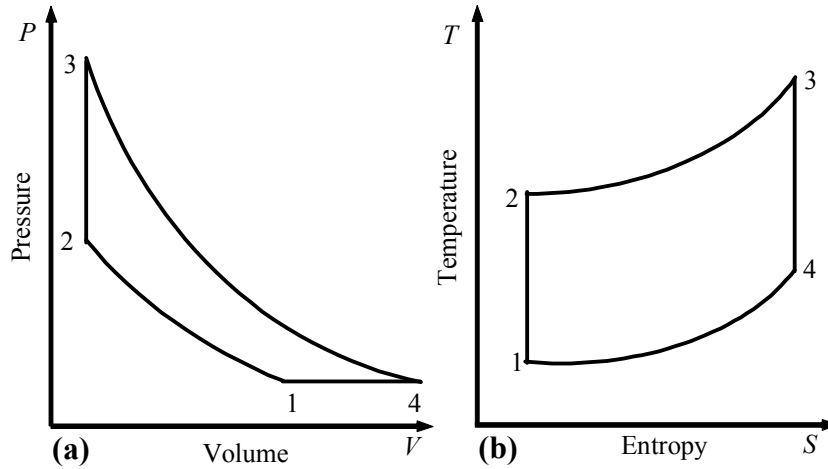 P
3
Pressure
2
1
4
(a)
Volume
V
T
3
2
Temperature
4
1
(b)
Entropy
S